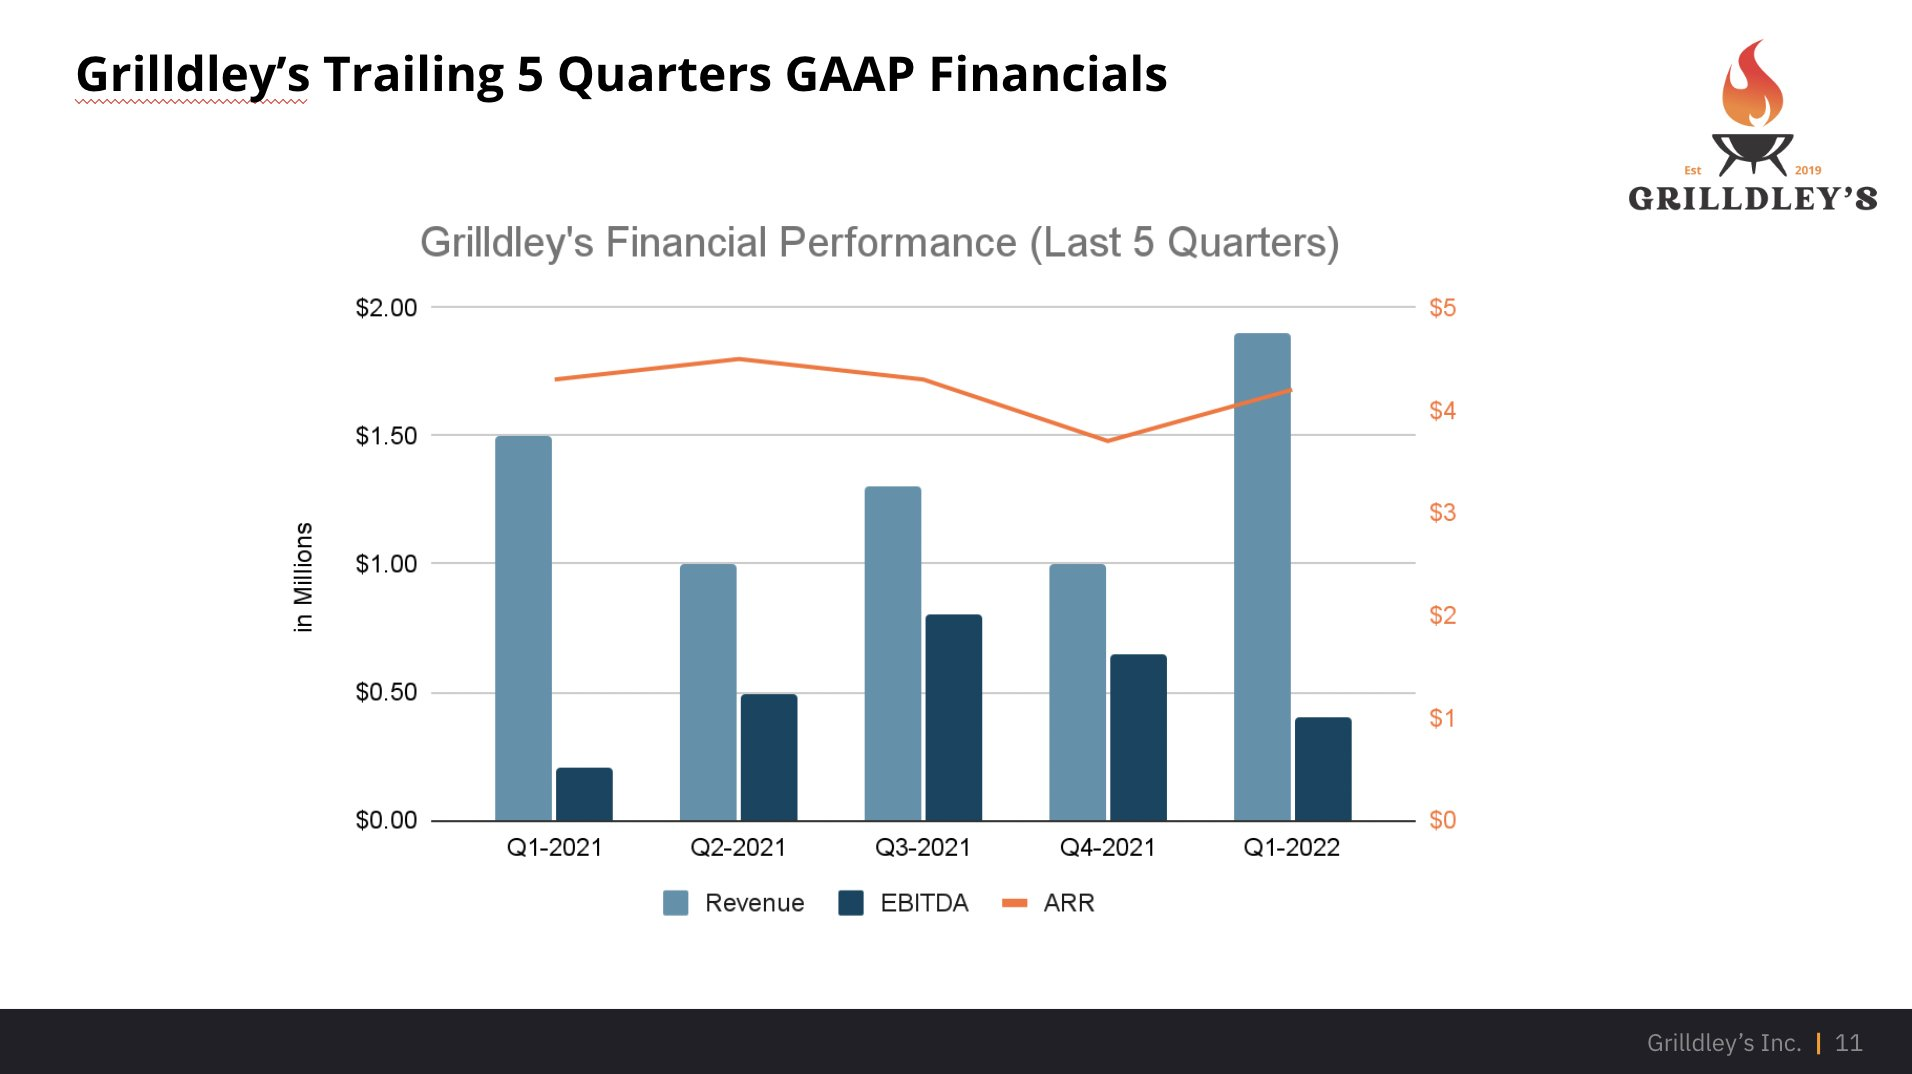 Grilldley’s Trailing 5 Quarters GAAP Financials
Est 2019
GRILLDLEY’S
Grilldley's Financial Performance (Last 5 Quarters)
$2.00 $5
$4
$1.50
$3
$1.00
$2
$0.50
$1
$0.00 $0
in Millions
Q1-2021 Q2-2021 Q3-2021 Q4-2021 Q1-2022
Revenue EBITDA ARR
Grilldley’s Inc. | 11